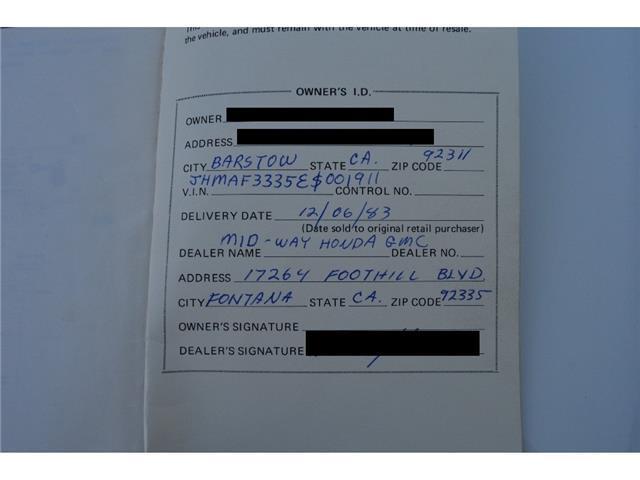 the vehicle, and must remain with the vehicle at time of resale.
OWNER'S I.D.
OWNER
ADDRESS
CITY BARSTOW STATE CA. ZIP CODE 92311
V.I.N. JHMAF3335E$001911 CONTROL NO.
DELIVERY DATE 12/06/83
(Date sold to original retail purchaser)
DEALER NAME MID-WAY HONDA GMC DEALER NO.
ADDRESS 17264 FOOTHILL BLVD
CITY FONTANA STATE CA. ZIP CODE 92335
OWNER'S SIGNATURE
DEALER'S SIGNATURE